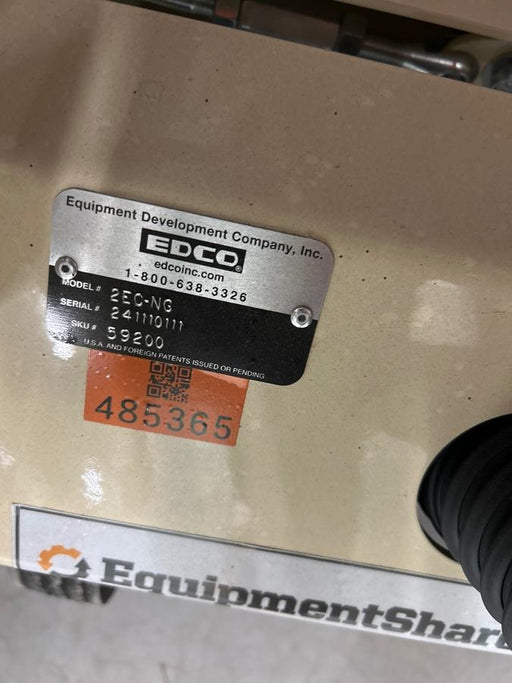 Equipment Development Company, Inc.
EDCO®
edcoinc.com
1-800-638-3326
MODEL # 2EC-NG
SERIAL # 241110111
SKU # 59200
U.S.A. AND FOREIGN PATENTS ISSUED OR PENDING
485365
EquipmentShar